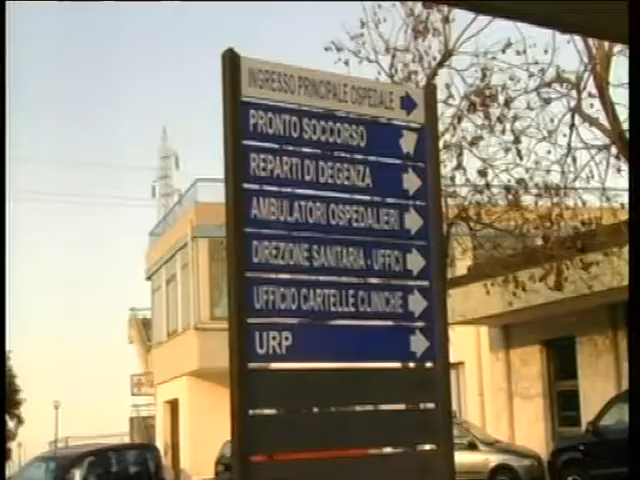 INGRESSO PRINCIPALE OSPEDALE
PRONTO SOCCORSO
REPARTI DI DEGENZA
AMBULATORI OSPEDALIERI
DIREZIONE SANITARIA - UFFICI
UFFICIO CARTELLE CLINICHE
URP